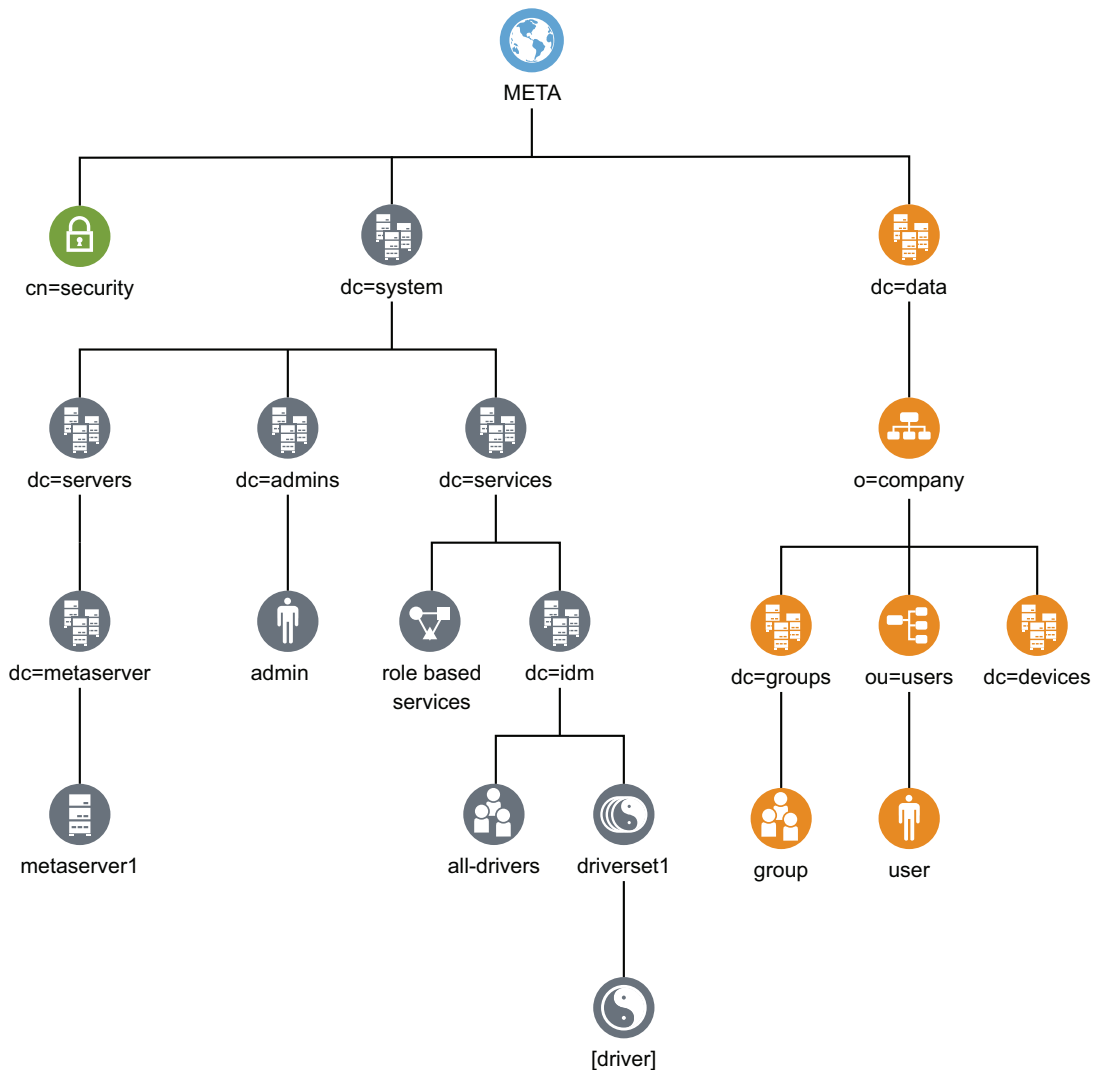 META
cn=security
dc=system
dc=data
dc=servers
dc=admins
dc=services
o=company
dc=metaserver
admin
role based
services
dc=idm
dc=groups
ou=users
dc=devices
metaserver1
all-drivers
driverset1
group
user
[driver]